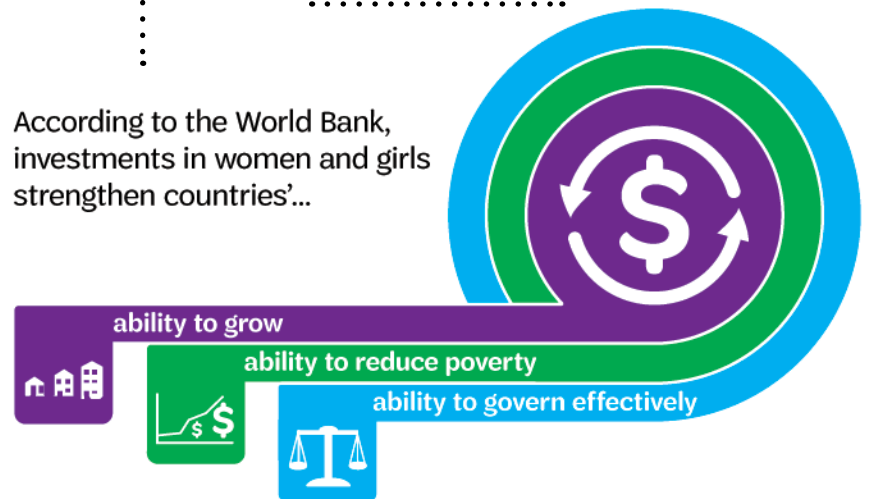 According to the World Bank,
investments in women and girls
strengthen countries’...
$
ability to grow
ability to reduce poverty
$ $
ability to govern effectively